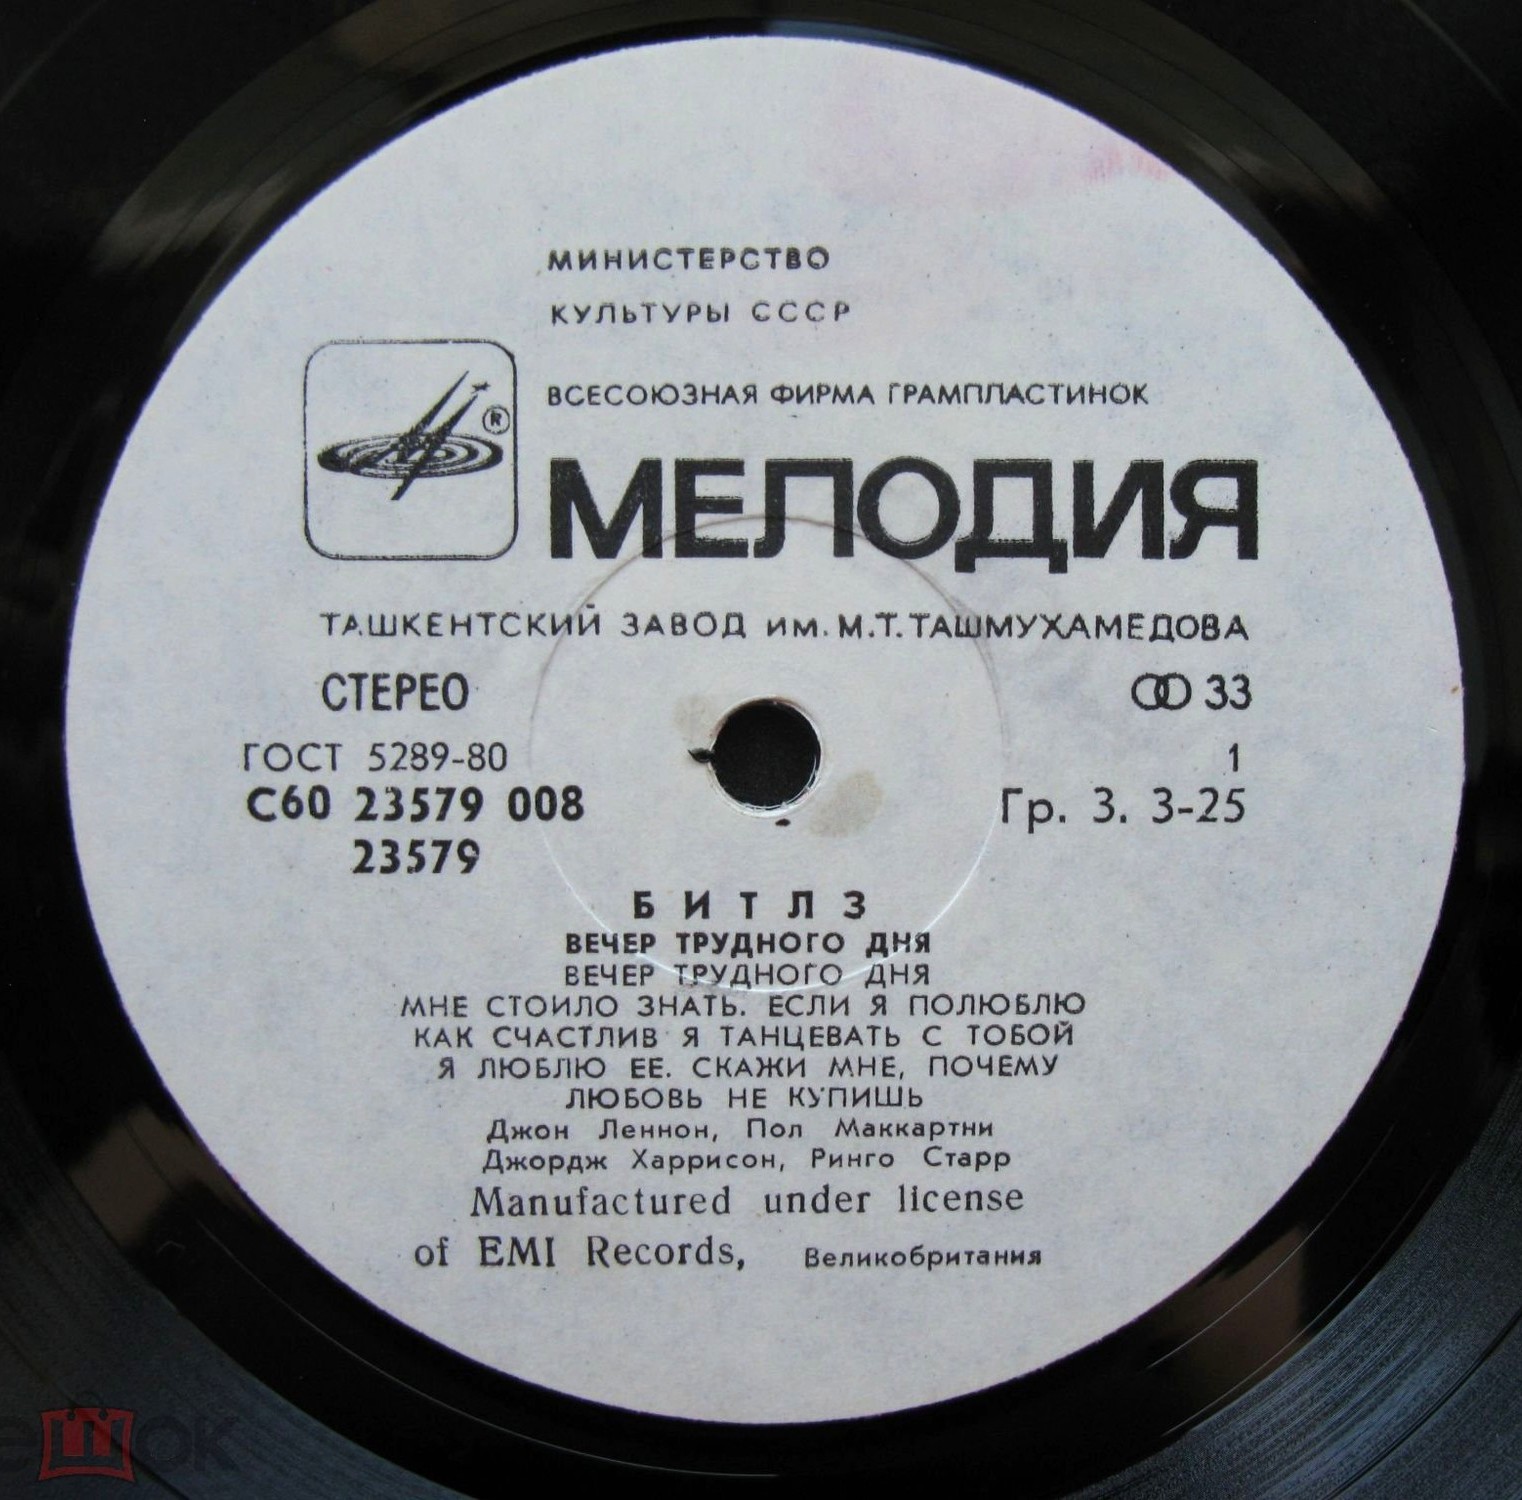 МИНИСТЕРСТВО
КУЛЬТУРЫ СССР
ВСЕСОЮЗНАЯ ФИРМА ГРАМПЛАСТИНОК
®
МЕЛОДИЯ
ТАШКЕНТСКИЙ ЗАВОД ИМ. М.Т. ТАШМУХАМЕДОВА
СТЕРЕО 33
ГОСТ 5289-80 1
С60 23579 008 Гр. 3. 3-25
23579
БИТЛЗ
ВЕЧЕР ТРУДНОГО ДНЯ
ВЕЧЕР ТРУДНОГО ДНЯ
МНЕ СТОИЛО ЗНАТЬ. ЕСЛИ Я ПОЛЮБЛЮ
КАК СЧАСТЛИВ Я ТАНЦЕВАТЬ С ТОБОЙ
Я ЛЮБЛЮ ЕЕ. СКАЖИ МНЕ, ПОЧЕМУ
ЛЮБОВЬ НЕ КУПИШЬ
Джон Леннон, Пол Маккартни
Джордж Харрисон, Ринго Старр
Manufactured under license
of EMI Records, Великобритания